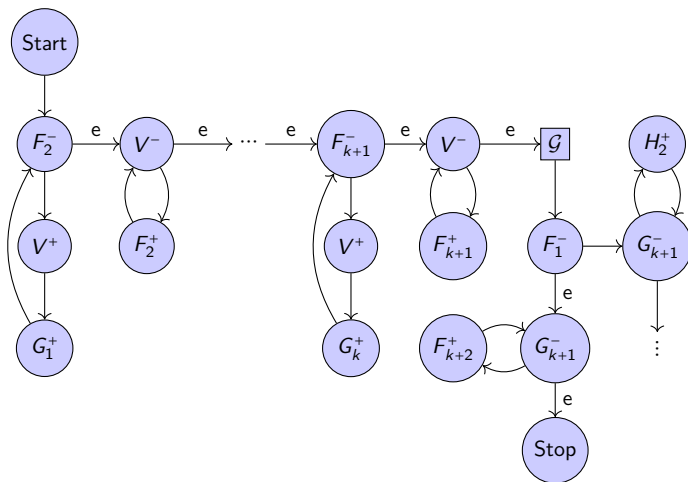 Start
F₂⁻ e V⁻ e ... e F⁻ₖ₊₁ e V⁻ e 𝒢 H₂⁺
V⁺ F₂⁺ V⁺ F⁺ₖ₊₁ F₁⁻ G⁻ₖ₊₁
e
G₁⁺ Gₖ⁺ F⁺ₖ₊₂ G⁻ₖ₊₁ ⋮
e
Stop